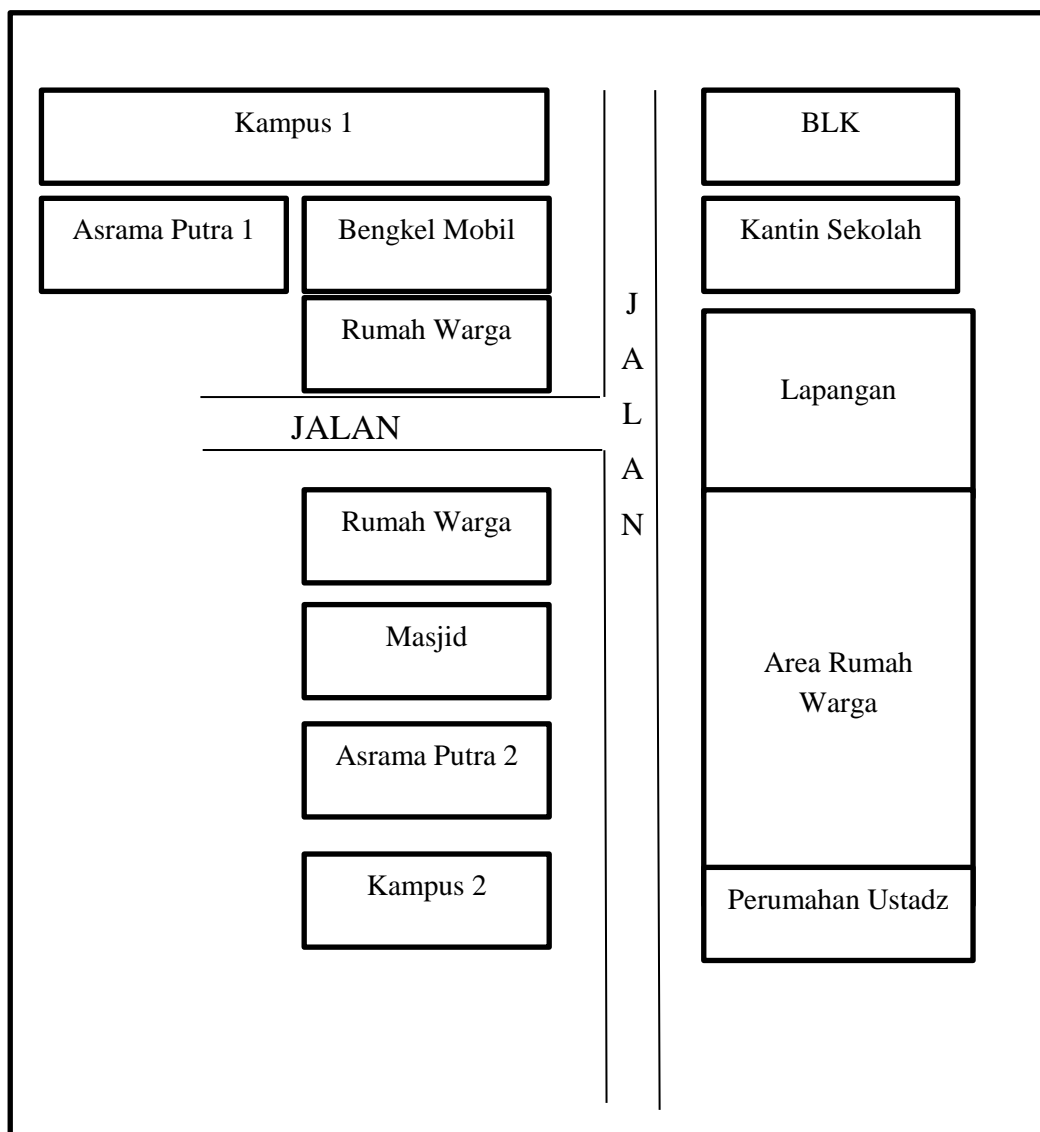 Kampus 1
BLK
Asrama Putra 1
Bengkel Mobil
Kantin Sekolah
Rumah Warga
J
A
L
A
N
Lapangan
JALAN
Rumah Warga
Masjid
Area Rumah
Warga
Asrama Putra 2
Kampus 2
Perumahan Ustadz